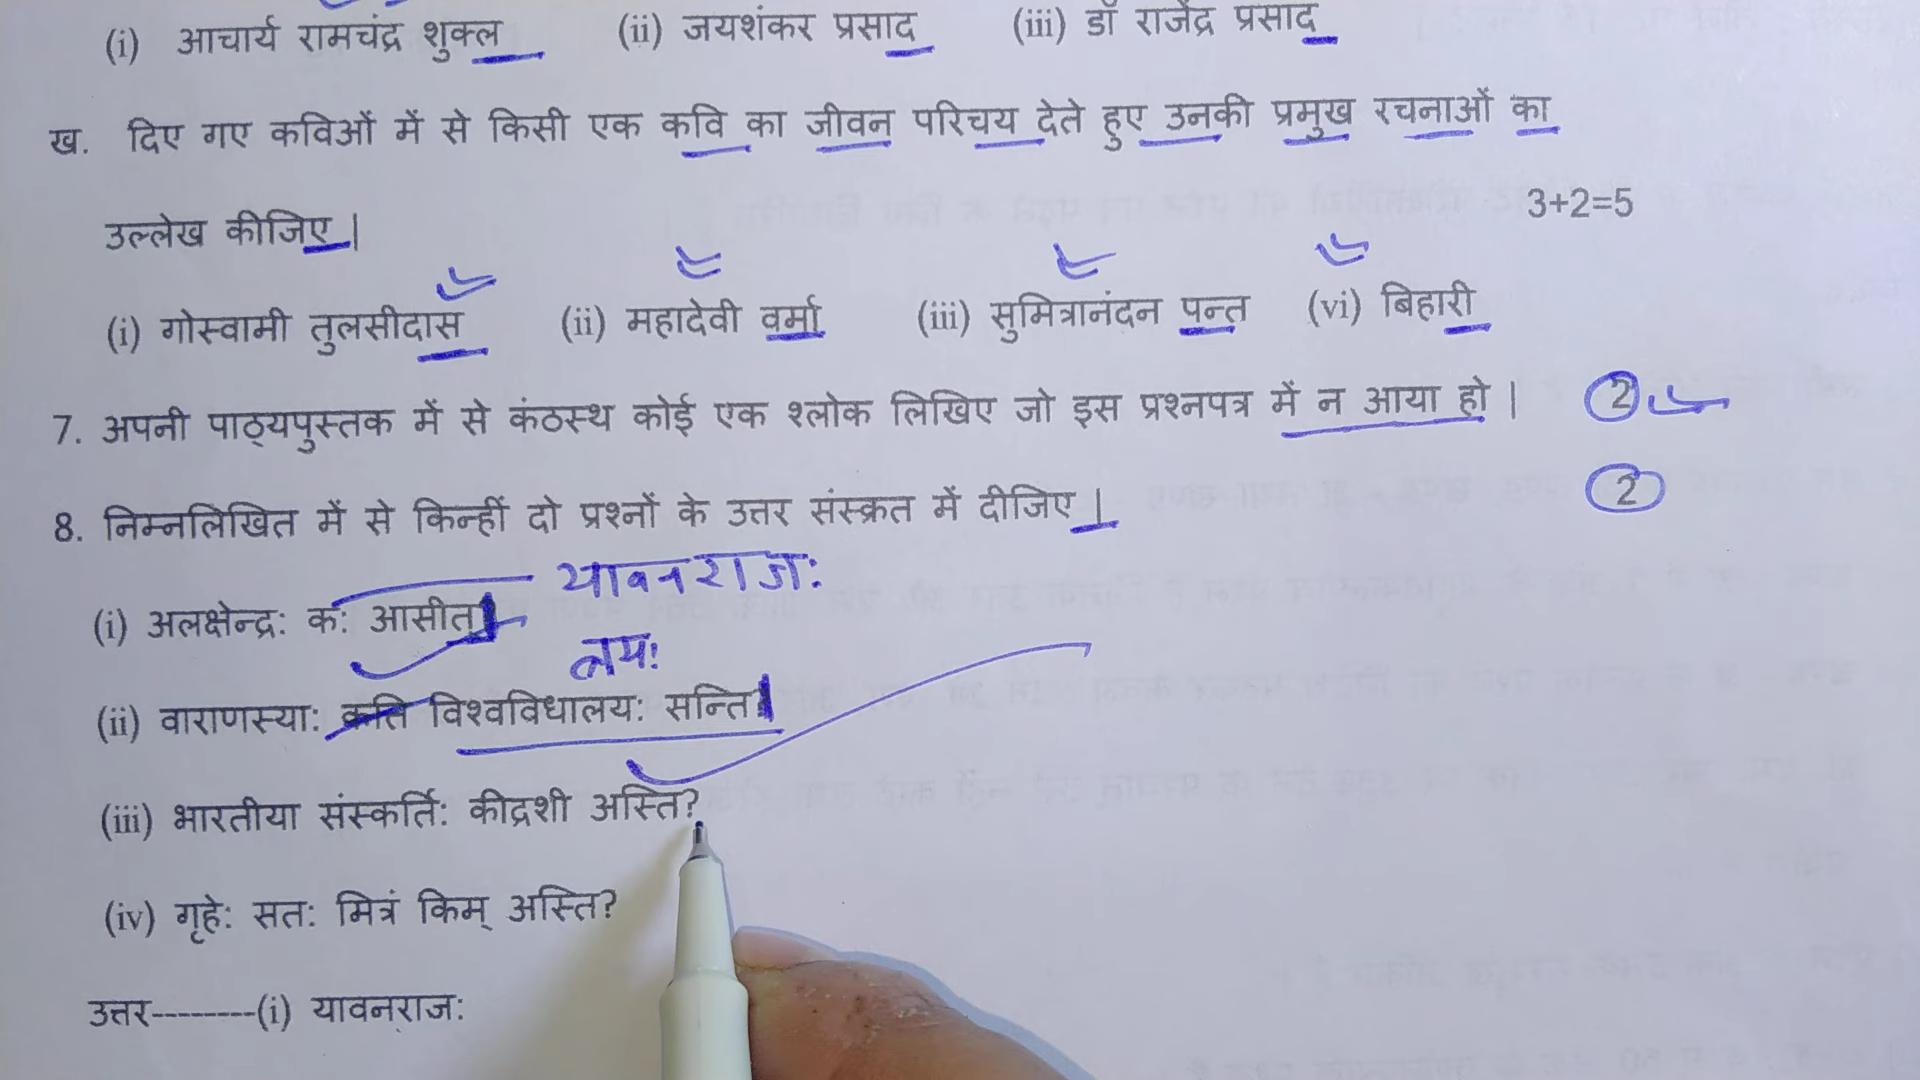 (i) आचार्य रामचंद्र शुक्ल (ii) जयशंकर प्रसाद (iii) डॉ राजेंद्र प्रसाद
ख. दिए गए कविओं में से किसी एक कवि का जीवन परिचय देते हुए उनकी प्रमुख रचनाओं का
3+2=5
उल्लेख कीजिए |
(i) गोस्वामी तुलसीदास (ii) महादेवी वर्मा (iii) सुमित्रानंदन पन्त (vi) बिहारी
7. अपनी पाठ्यपुस्तक में से कंठस्थ कोई एक श्लोक लिखिए जो इस प्रश्नपत्र में न आया हो | 2
8. निम्नलिखित में से किन्हीं दो प्रश्नों के उत्तर संस्क्रत में दीजिए | 2
यावनराज:
(i) अलक्षेन्द्र: क: आसीत्
(ii) वाराणस्या: कति विश्वविधालय: सन्ति
(iii) भारतीया संस्कर्ति: कीद्रशी अस्ति?
(iv) गृहे: सत: मित्रं किम् अस्ति?
उत्तर--------(i) यावनराज: